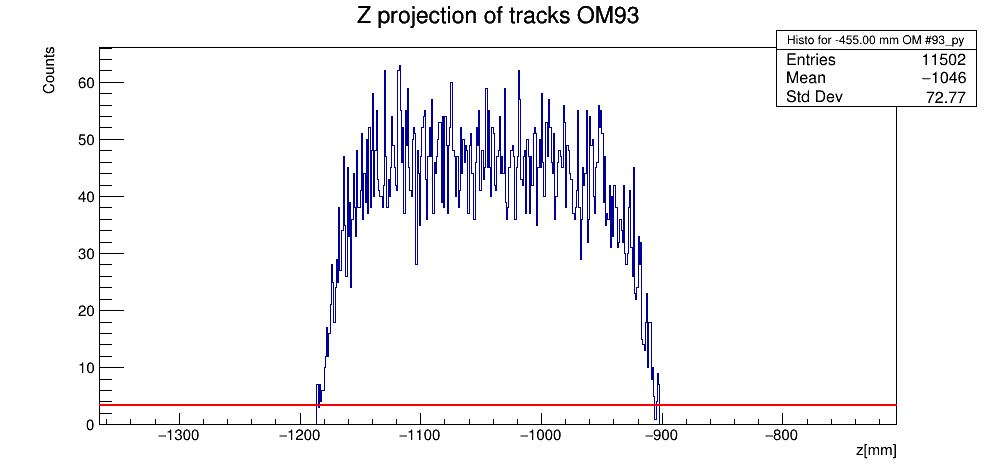 Z projection of tracks OM93
Histo for -455.00 mm OM #93_py
Entries 11502
Mean −1046
Std Dev 72.77
Counts
60
50
40
30
20
10
0
−1300 −1200 −1100 −1000 −900 −800
z[mm]